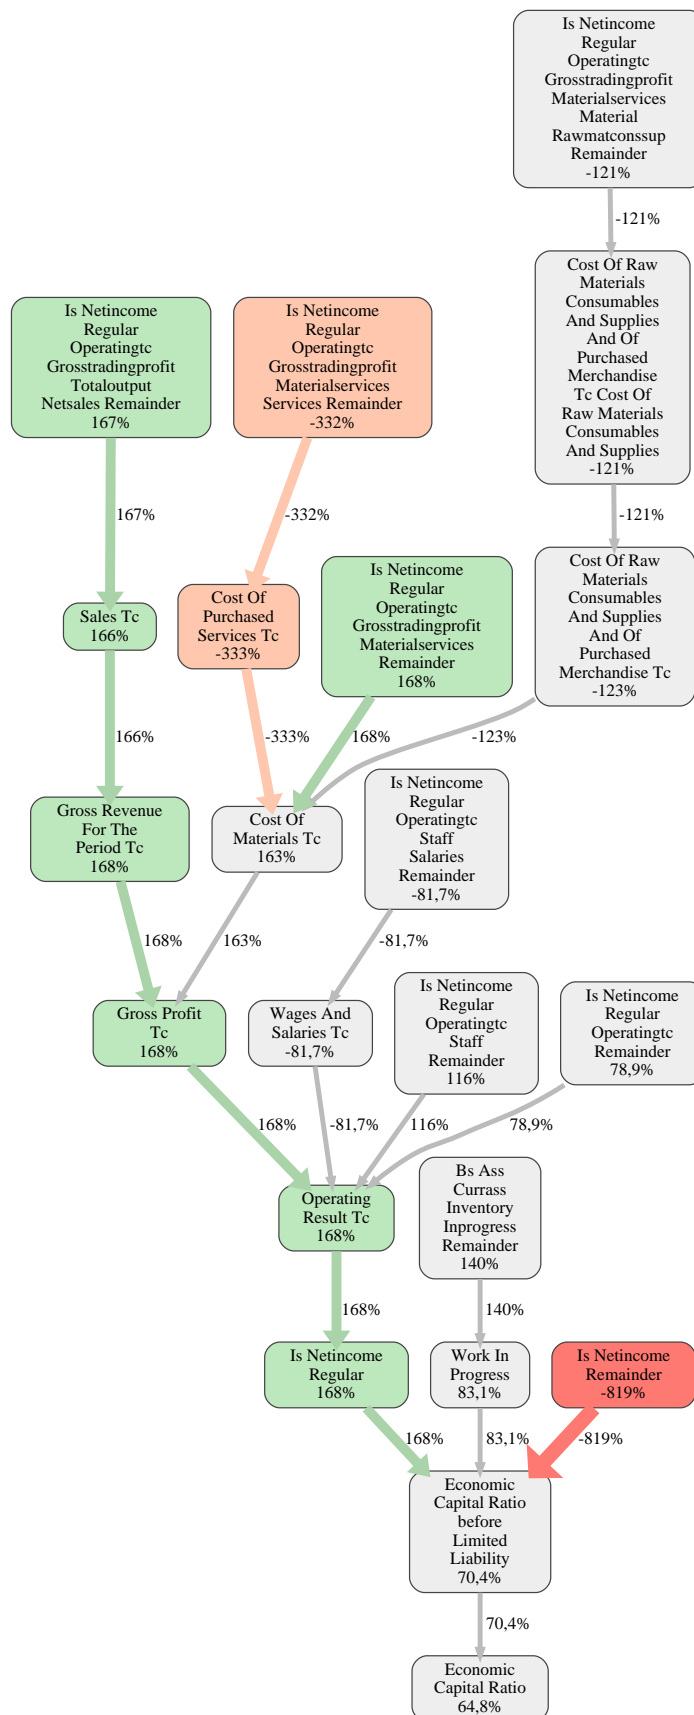 Is Netincome
Regular
Operatingtc
Grosstradingprofit
Materialservices
Material
Rawmatconssup
Remainder
-121%
-121%
Cost Of Raw
Materials
Consumables
And Supplies
And Of
Purchased
Merchandise
Tc Cost Of
Raw Materials
Consumables
And Supplies
-121%
Is Netincome
Regular
Operatingtc
Grosstradingprofit
Totaloutput
Netsales Remainder
167%
Is Netincome
Regular
Operatingtc
Grosstradingprofit
Materialservices
Services Remainder
-332%
167%
-332%
-121%
Sales Tc
166%
Cost Of
Purchased
Services Tc
-333%
Is Netincome
Regular
Operatingtc
Grosstradingprofit
Materialservices
Remainder
168%
Cost Of Raw
Materials
Consumables
And Supplies
And Of
Purchased
Merchandise Tc
-123%
166%
-333%
168%
-123%
Gross Revenue
For The
Period Tc
168%
Cost Of
Materials Tc
163%
Is Netincome
Regular
Operatingtc
Staff
Salaries
Remainder
-81,7%
168%
163%
-81,7%
Gross Profit
Tc
168%
Wages And
Salaries Tc
-81,7%
Is Netincome
Regular
Operatingtc
Staff
Remainder
116%
Is Netincome
Regular
Operatingtc
Remainder
78,9%
168%
-81,7%
116%
78,9%
Operating
Result Tc
168%
Bs Ass
Currass
Inventory
Inprogress
Remainder
140%
168%
140%
Is Netincome
Regular
168%
Work In
Progress
83,1%
Is Netincome
Remainder
-819%
168%
83,1%
-819%
Economic
Capital Ratio
before
Limited
Liability
70,4%
70,4%
Economic
Capital Ratio
64,8%